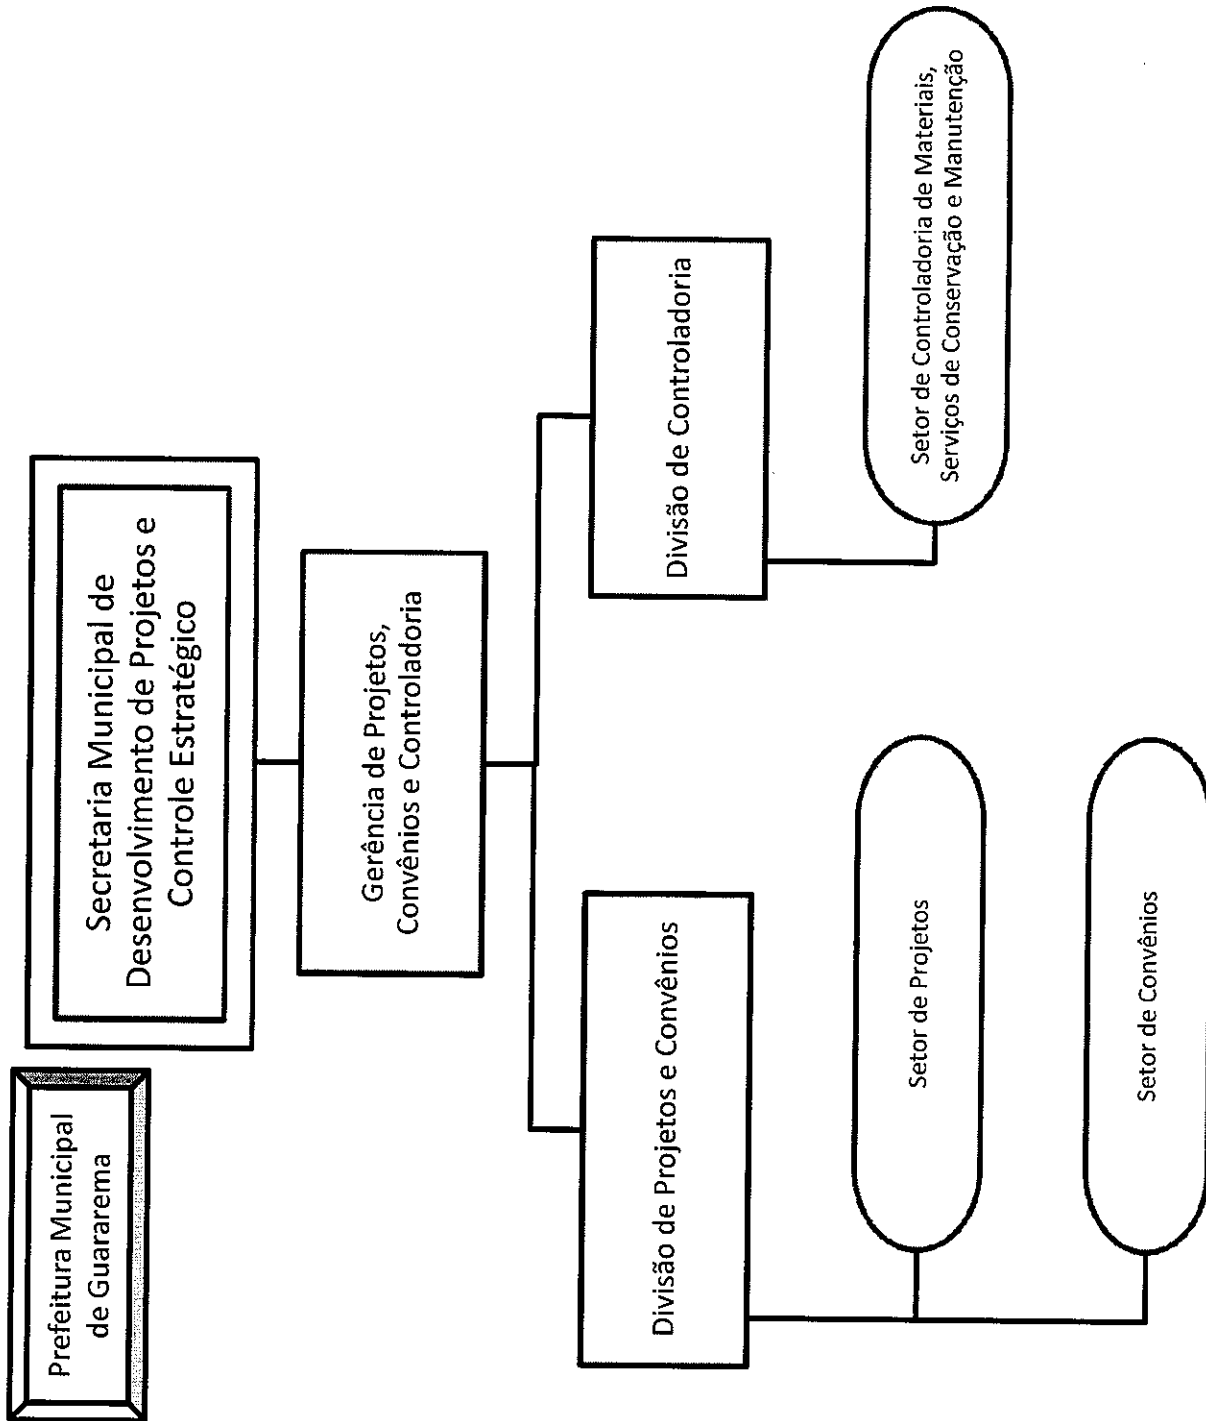 Prefeitura Municipal
de Guararema
Secretaria Municipal de
Desenvolvimento de Projetos e
Controle Estratégico
Gerência de Projetos,
Convênios e Controladoria
Divisão de Projetos e Convênios
Divisão de Controladoria
Setor de Projetos
Setor de Convênios
Setor de Controladoria de Materiais,
Serviços de Conservação e Manutenção